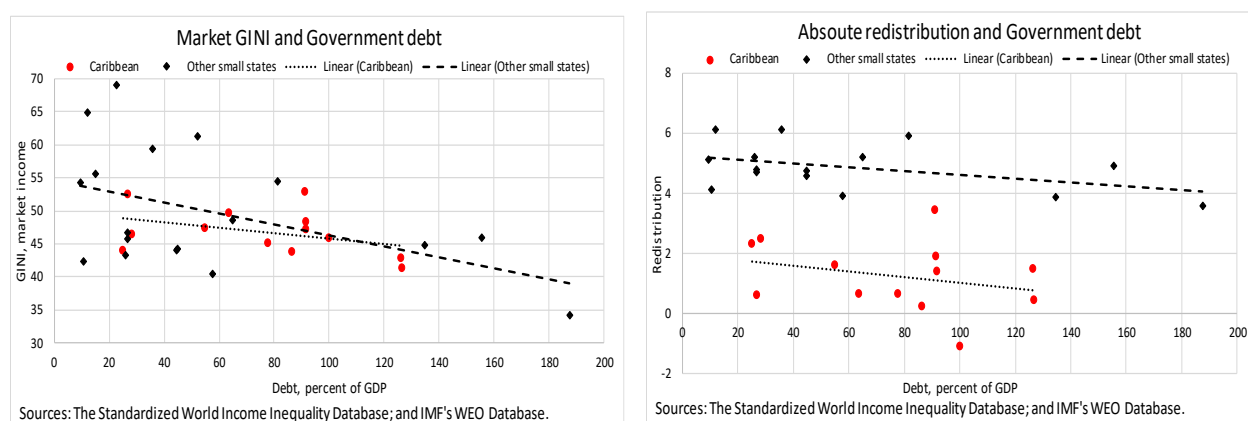 Market GINI and Government debt
Caribbean Other small states Linear (Caribbean) Linear (Other small states)
70
65
60
55
50
45
40
35
30
GINI, market income
0 20 40 60 80 100 120 140 160 180 200
Debt, percent of GDP
Sources: The Standardized World Income Inequality Database; and IMF's WEO Database.
Absoute redistribution and Government debt
Caribbean Other small states Linear (Caribbean) Linear (Other small states)
8
6
4
2
0
-2
Redistribution
0 20 40 60 80 100 120 140 160 180 200
Debt, percent of GDP
Sources: The Standardized World Income Inequality Database; and IMF's WEO Database.